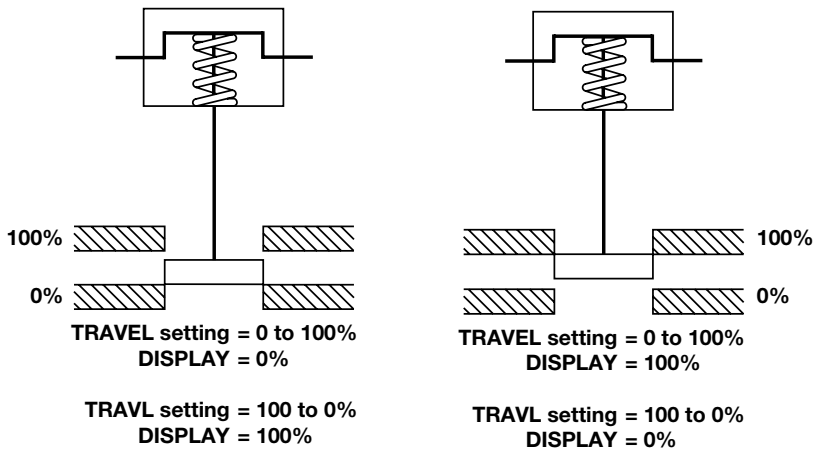 100%
0%
TRAVEL setting = 0 to 100%
DISPLAY = 0%
TRAVL setting = 100 to 0%
DISPLAY = 100%
100%
0%
TRAVEL setting = 0 to 100%
DISPLAY = 100%
TRAVL setting = 100 to 0%
DISPLAY = 0%